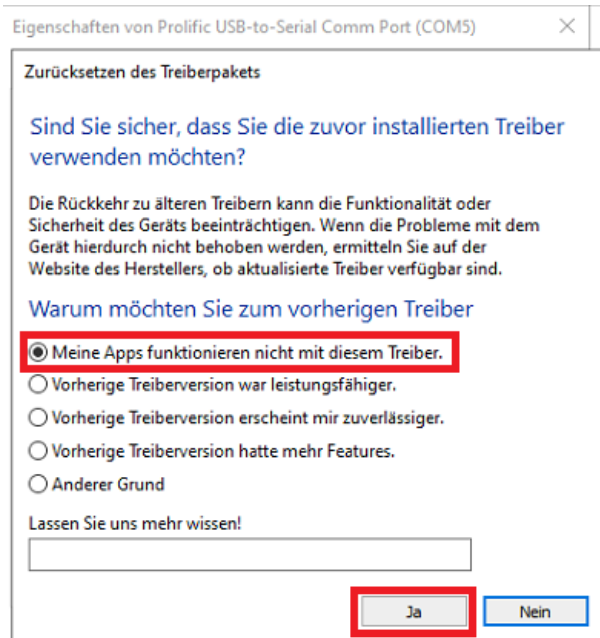 Eigenschaften von Prolific USB-to-Serial Comm Port (COM5)
Zurücksetzen des Treiberpakets
Sind Sie sicher, dass Sie die zuvor installierten Treiber
verwenden möchten?
Die Rückkehr zu älteren Treibern kann die Funktionalität oder
Sicherheit des Geräts beeinträchtigen. Wenn die Probleme mit dem
Gerät hierdurch nicht behoben werden, ermitteln Sie auf der
Website des Herstellers, ob aktualisierte Treiber verfügbar sind.
Warum möchten Sie zum vorherigen Treiber
Meine Apps funktionieren nicht mit diesem Treiber.
Vorherige Treiberversion war leistungsfähiger.
Vorherige Treiberversion erscheint mir zuverlässiger.
Vorherige Treiberversion hatte mehr Features.
Anderer Grund
Lassen Sie uns mehr wissen!
Ja Nein